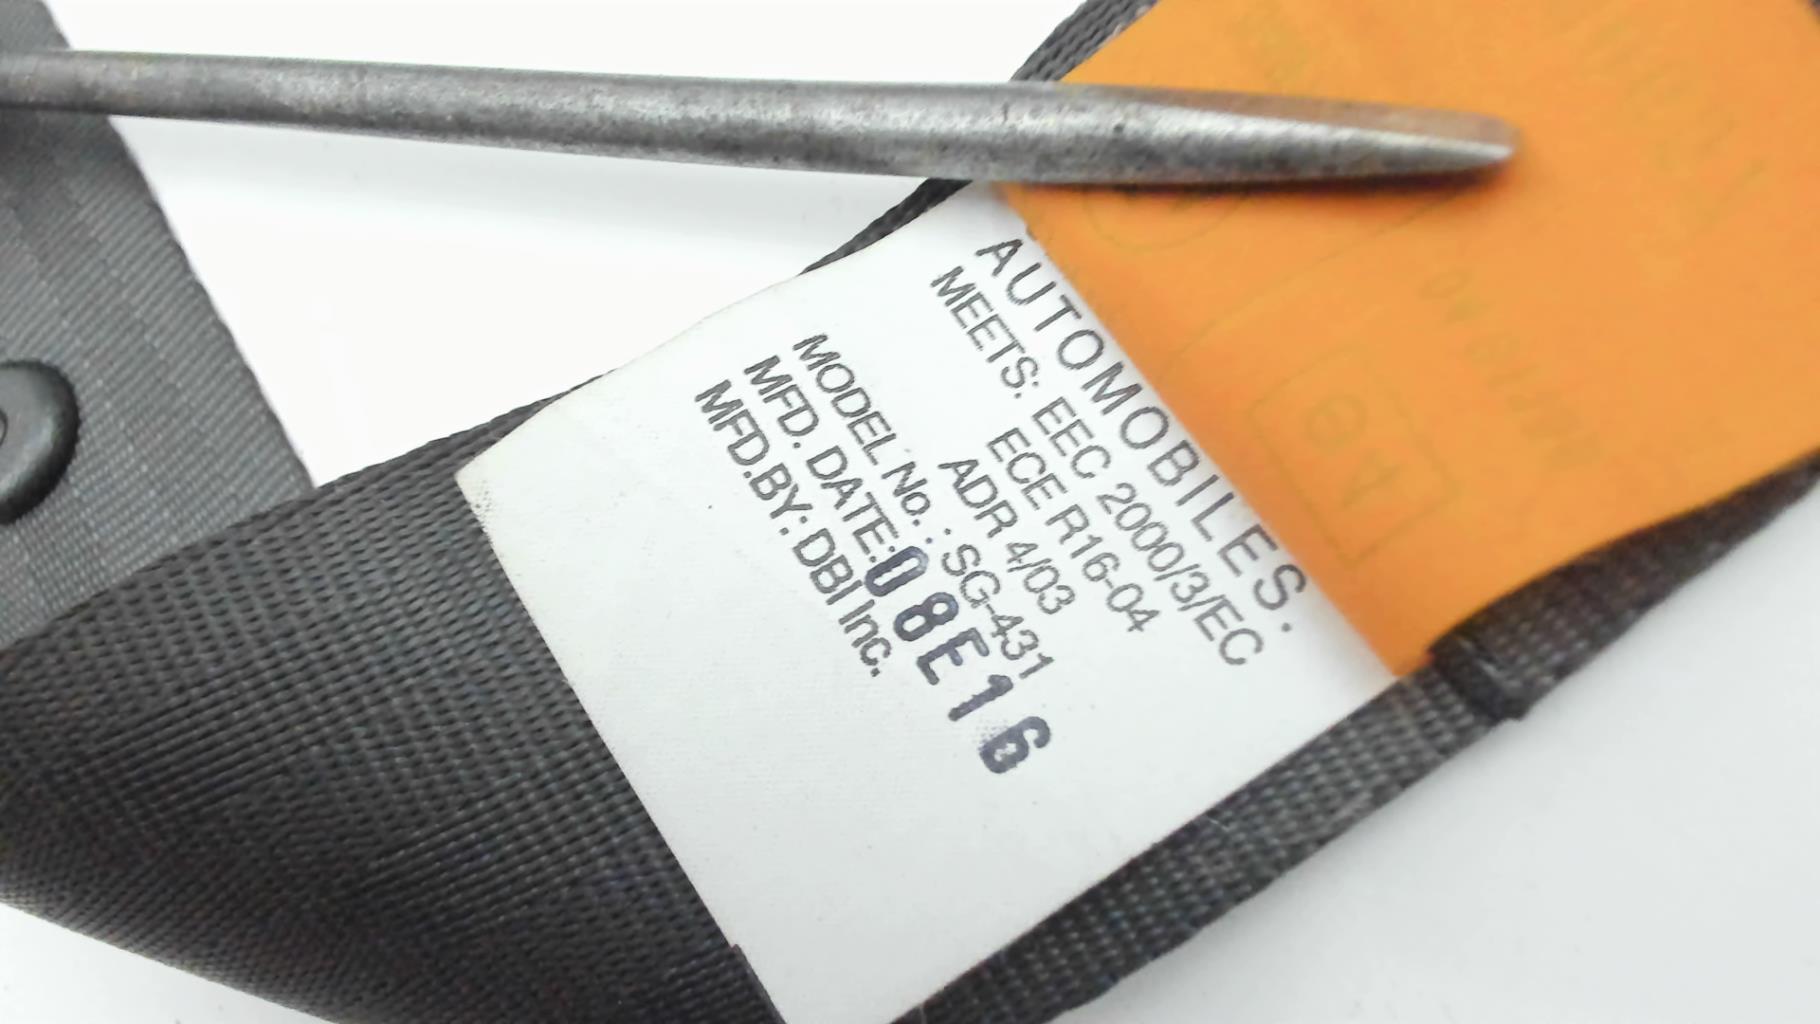 AUTOMOBILES.
MEETS: EEC 2000/3/EC
ECE R16-04
ADR 4/03
MODEL No. : SG-431
MFD. DATE: 08E16
MFD.BY: DBI Inc.